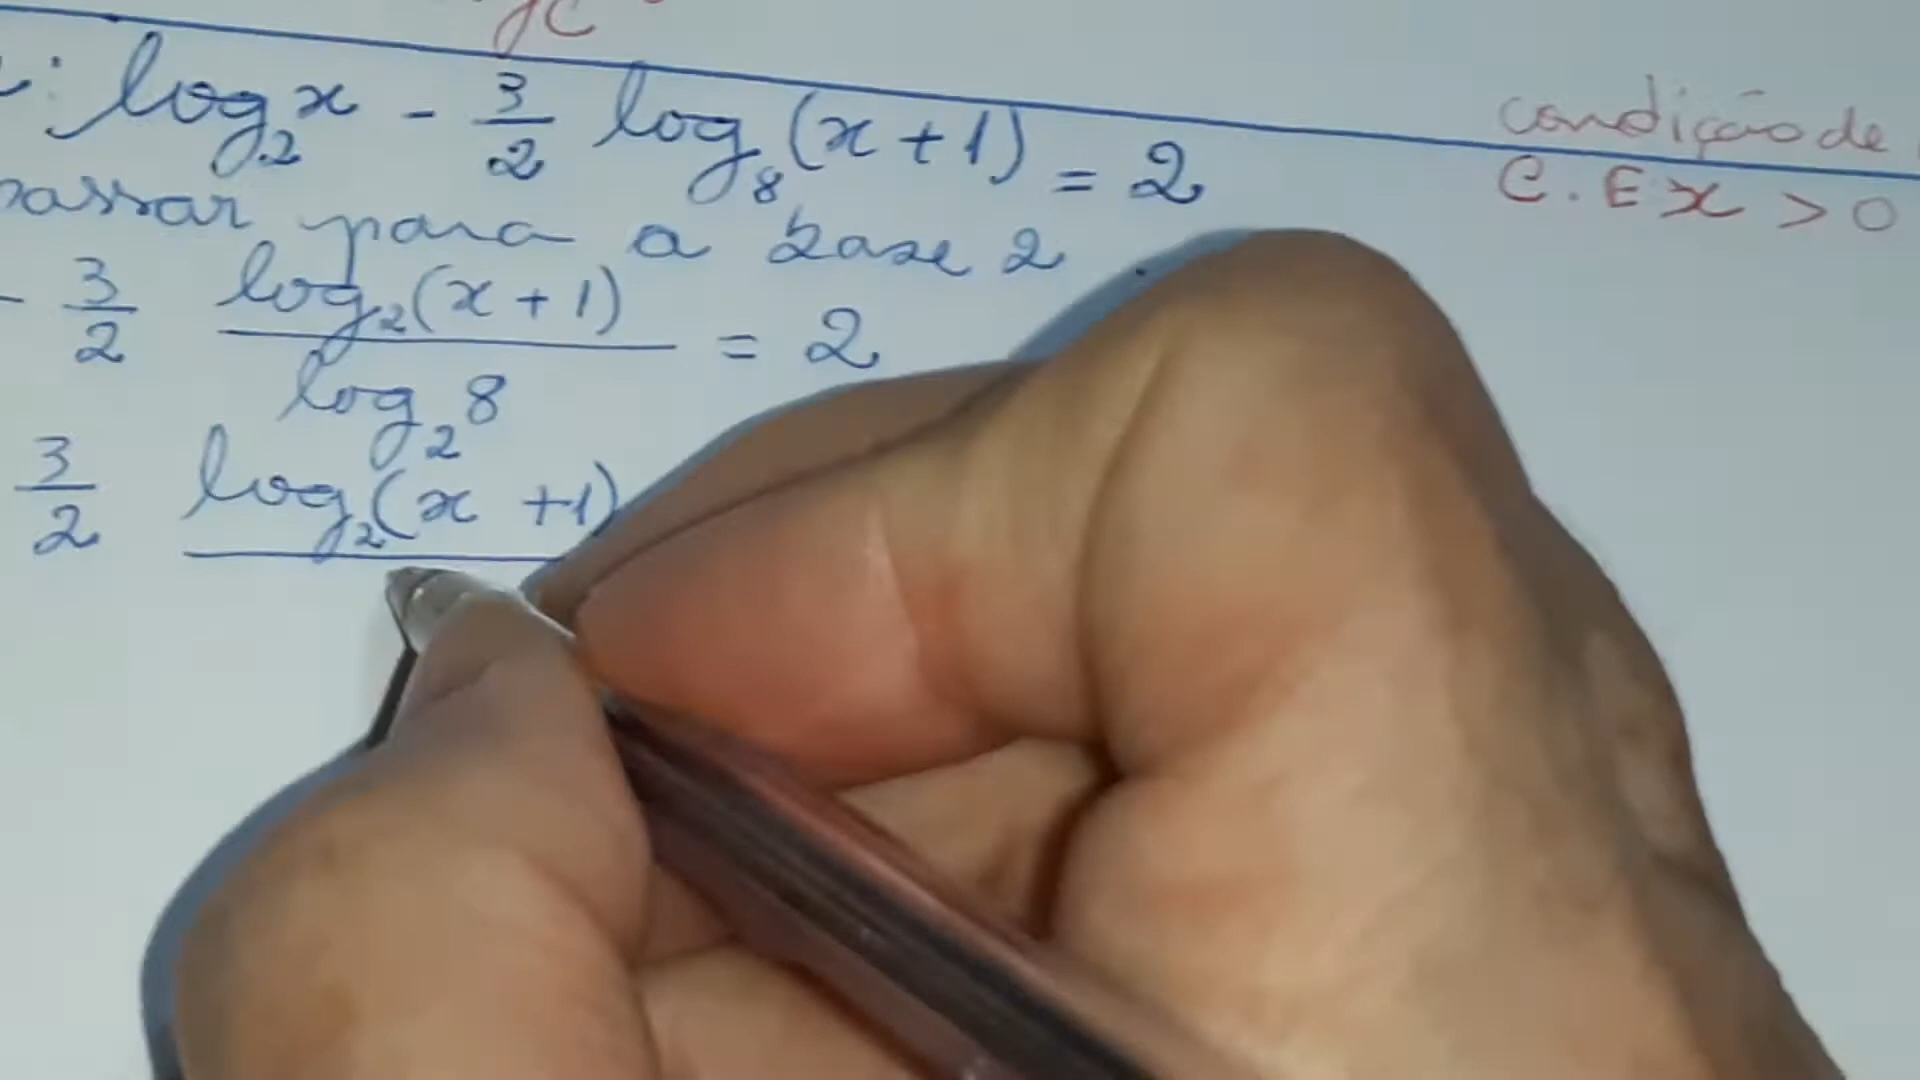 log₂x - 3/2 log₈(x+1) = 2
condição de
C.E x > 0
passar para a base 2
- 3/2 log₂(x+1)/log₂8 = 2
3/2 log₂(x+1)